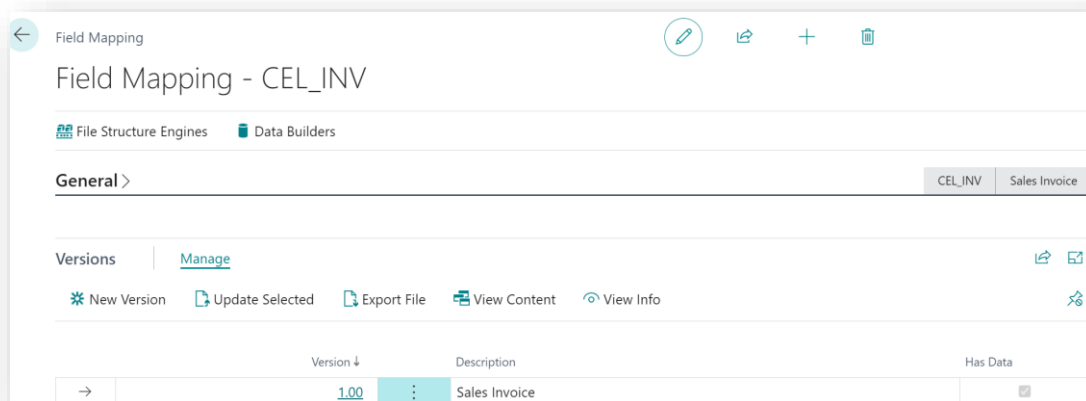 Field Mapping
Field Mapping - CEL_INV
File Structure Engines Data Builders
General CEL_INV Sales Invoice
Versions Manage
New Version Update Selected Export File View Content View Info
Version Description Has Data
1.00 Sales Invoice